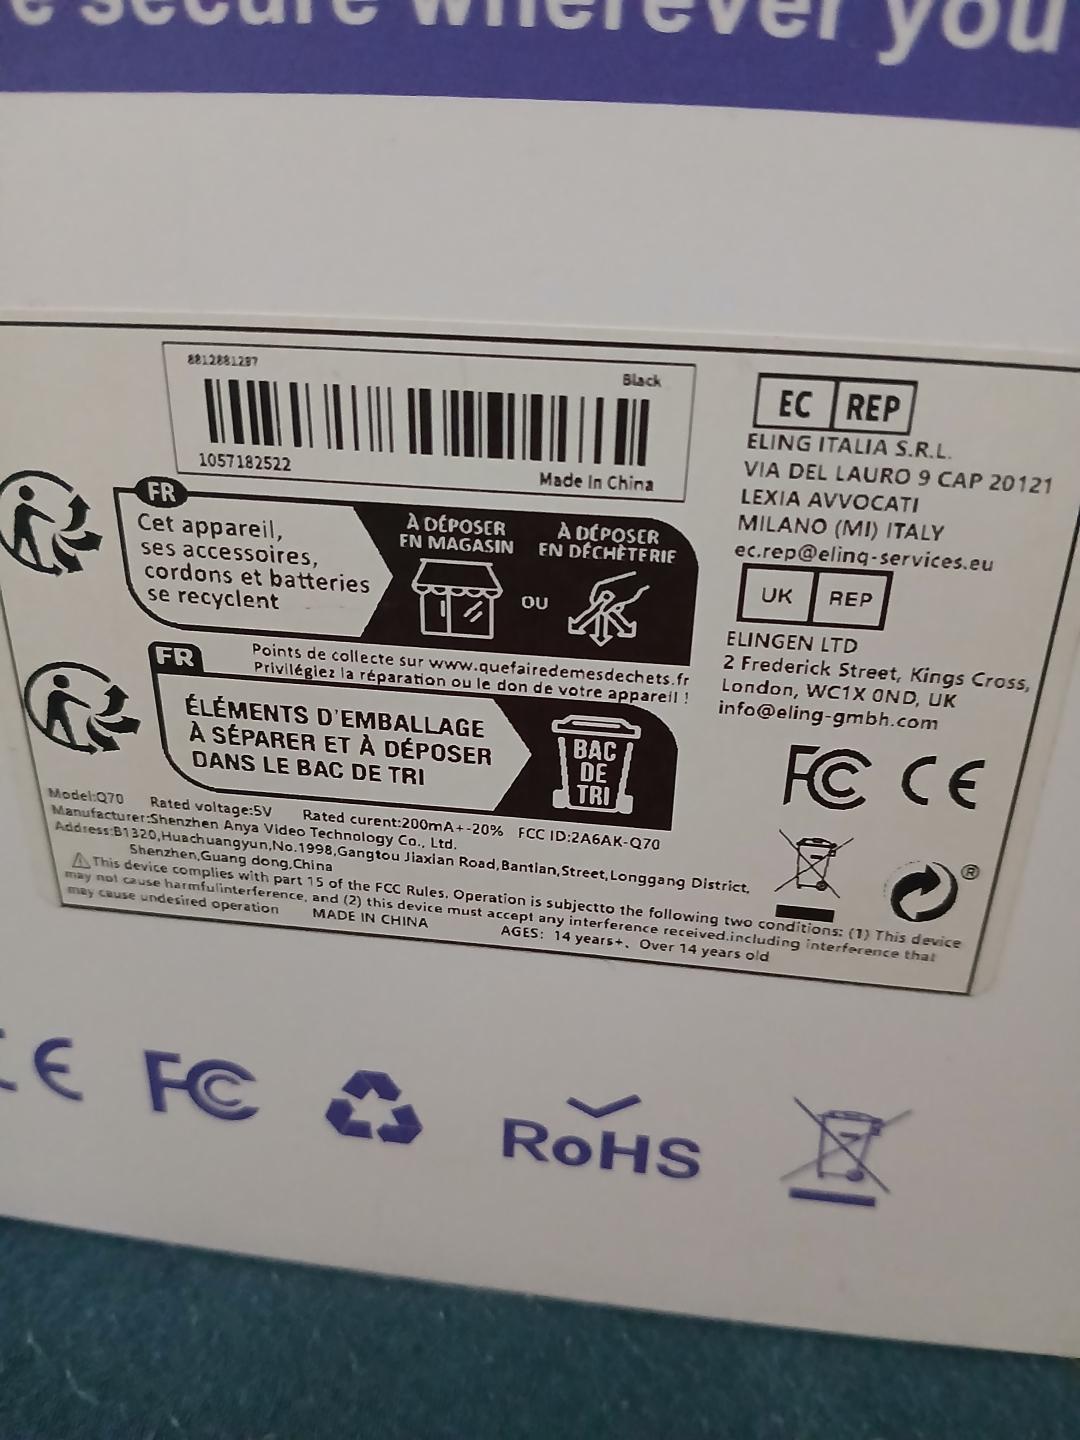 e secure wherever you
8812881297
Black
1057182522
Made In China
EC REP
ELING ITALIA S.R.L.
VIA DEL LAURO 9 CAP 20121
LEXIA AVVOCATI
MILANO (MI) ITALY
ec.rep@elinq-services.eu
UK REP
ELINGEN LTD
2 Frederick Street, Kings Cross,
London, WC1X 0ND, UK
info@eling-gmbh.com
FR
Cet appareil,
ses accessoires,
cordons et batteries
se recyclent
À DÉPOSER
EN MAGASIN
OU
À DÉPOSER
EN DÉCHÈTERIE
Points de collecte sur www.quefairedemesdechets.fr
Privilégiez la réparation ou le don de votre appareil !
FR
ÉLÉMENTS D'EMBALLAGE
À SÉPARER ET À DÉPOSER
DANS LE BAC DE TRI
BAC
DE
TRI
FC CE
Model:Q70 Rated voltage:5V Rated curent:200mA+-20% FCC ID:2A6AK-Q70
Manufacturer:Shenzhen Anya Video Technology Co., Ltd.
Address:B1320,Huachuangyun,No.1998,Gangtou Jiaxian Road,Bantian,Street,Longgang District,
Shenzhen,Guang dong,China
This device complies with part 15 of the FCC Rules. Operation is subjectto the following two conditions: (1) This device
may not cause harmfulinterference, and (2) this device must accept any interference received.including interference that
may cause undesired operation MADE IN CHINA AGES: 14 years+. Over 14 years old
®
CE FC RoHS